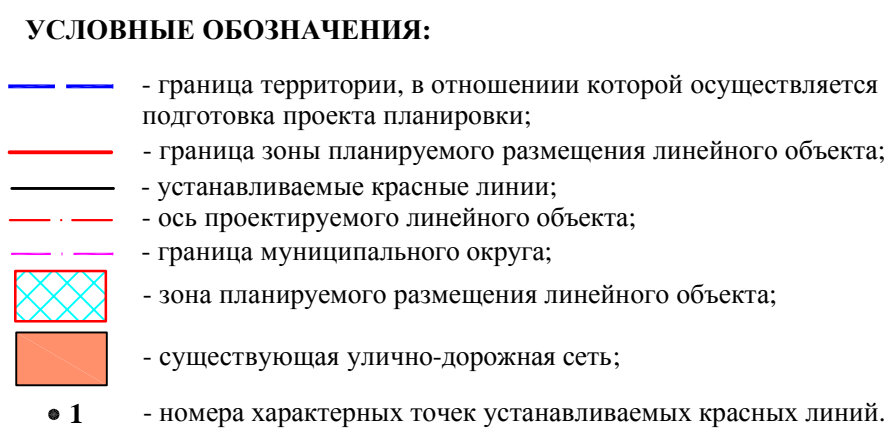 УСЛОВНЫЕ ОБОЗНАЧЕНИЯ:
- граница территории, в отношениии которой осуществляется
подготовка проекта планировки;
- граница зоны планируемого размещения линейного объекта;
- устанавливаемые красные линии;
- ось проектируемого линейного объекта;
- граница муниципального округа;
- зона планируемого размещения линейного объекта;
- существующая улично-дорожная сеть;
1 - номера характерных точек устанавливаемых красных линий.